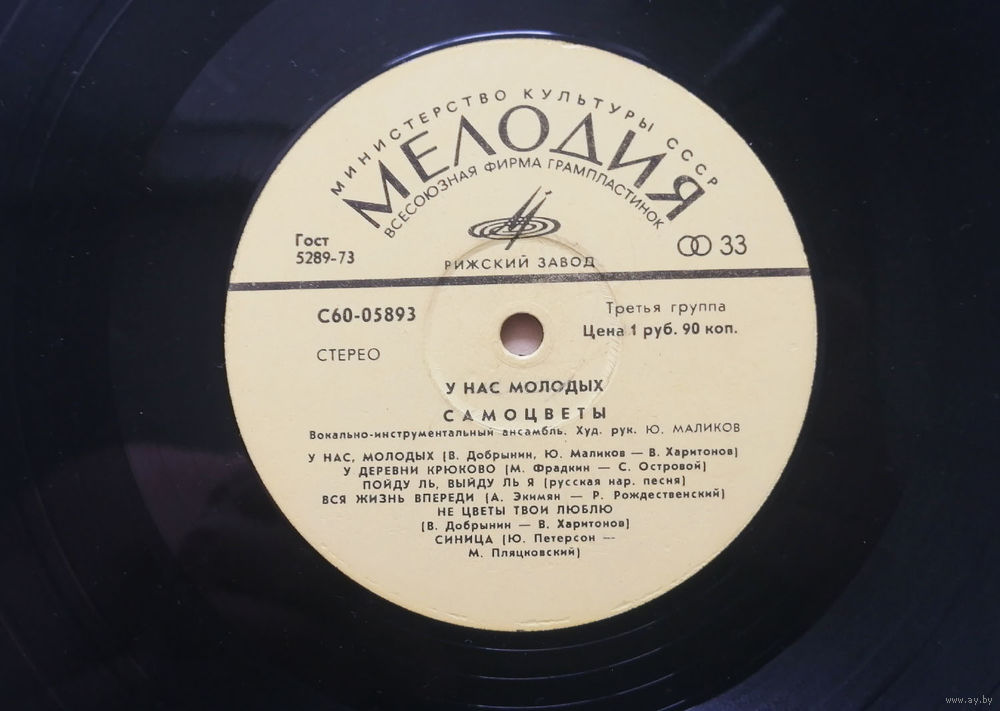 МИНИСТЕРСТВО КУЛЬТУРЫ СССР
МЕЛОДИЯ
ВСЕСОЮЗНАЯ ФИРМА ГРАМПЛАСТИНОК
Гост
5289-73
33
РИЖСКИЙ ЗАВОД
С60-05893
Третья группа
Цена 1 руб. 90 коп.
СТЕРЕО
У НАС МОЛОДЫХ
САМОЦВЕТЫ
Вокально-инструментальный ансамбль. Худ. рук. Ю. МАЛИКОВ
У НАС, МОЛОДЫХ (В. Добрынин, Ю. Маликов — В. Харитонов)
У ДЕРЕВНИ КРЮКОВО (М. Фрадкин — С. Островой)
ПОЙДУ ЛЬ, ВЫЙДУ ЛЬ Я (русская нар. песня)
ВСЯ ЖИЗНЬ ВПЕРЕДИ (А. Экимян — Р. Рождественский)
НЕ ЦВЕТЫ ТВОИ ЛЮБЛЮ
(В. Добрынин — В. Харитонов)
СИНИЦА (Ю. Петерсон —
М. Пляцковский)
www.ay.by